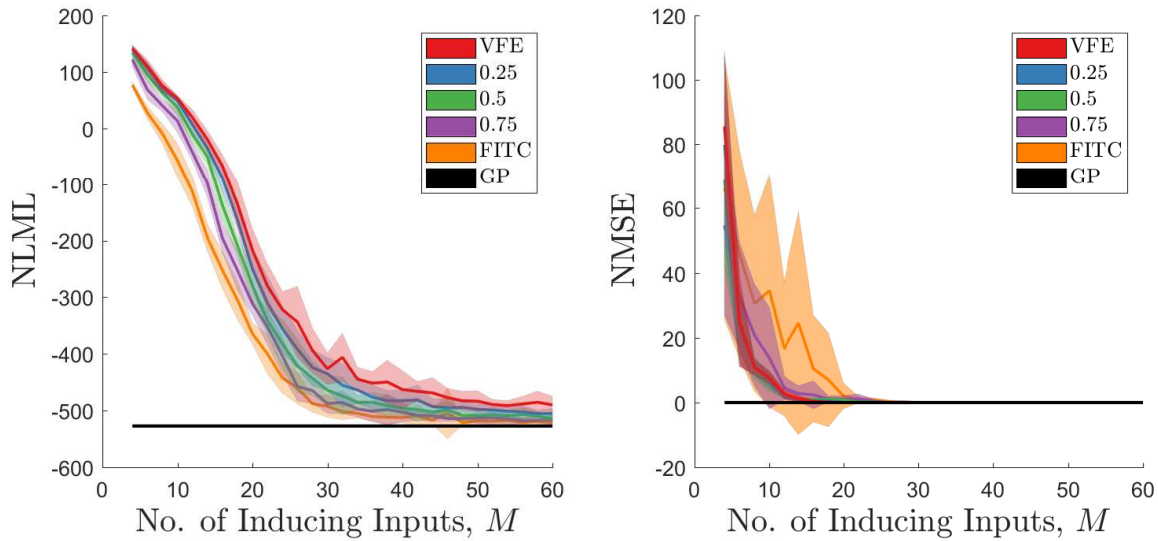 200
100
0
-100
-200
-300
-400
-500
-600
NLML
0 10 20 30 40 50 60
No. of Inducing Inputs, M
VFE
0.25
0.5
0.75
FITC
GP
120
100
80
60
40
20
0
-20
NMSE
0 10 20 30 40 50 60
No. of Inducing Inputs, M
VFE
0.25
0.5
0.75
FITC
GP